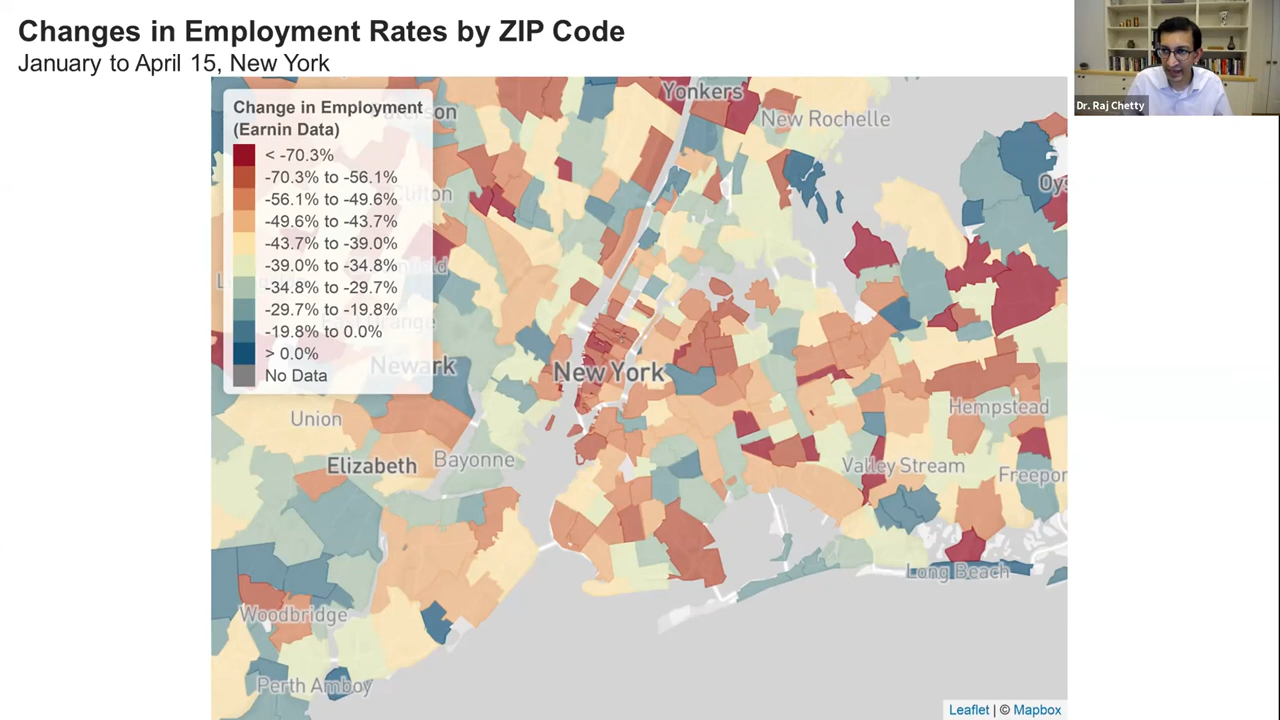 Changes in Employment Rates by ZIP Code
January to April 15, New York
Dr. Raj Chetty
Change in Employment
(Earnin Data)
< -70.3%
-70.3% to -56.1%
-56.1% to -49.6%
-49.6% to -43.7%
-43.7% to -39.0%
-39.0% to -34.8%
-34.8% to -29.7%
-29.7% to -19.8%
-19.8% to 0.0%
> 0.0%
No Data
Yonkers
New Rochelle
Newark
New York
Union
Hempstead
Elizabeth
Bayonne
Valley Stream
Freepor
Long Beach
Woodbridge
Perth Amboy
Leaflet | © Mapbox